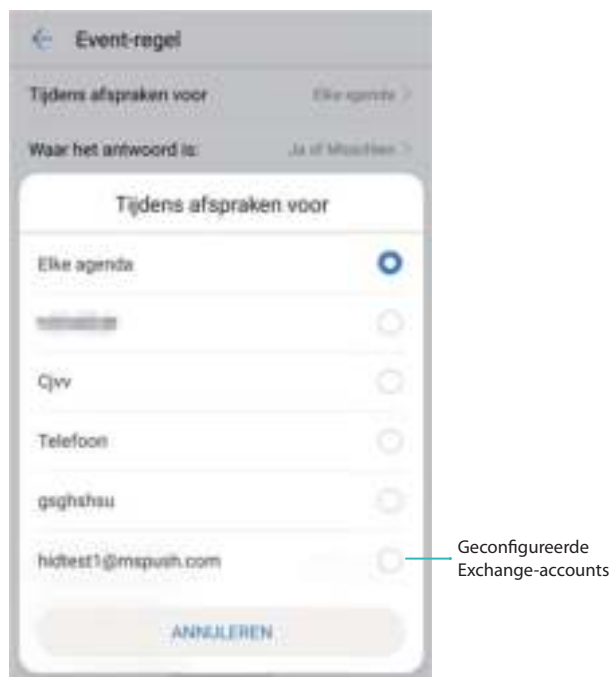 Event-regel
Tijdens afspraken voor Elke agenda
Waar het antwoord is: Ja of Misschien
Tijdens afspraken voor
Elke agenda
Cjvv
Telefoon
gsghshsu
hidtest1@mspush.com
ANNULEREN
Geconfigureerde
Exchange-accounts